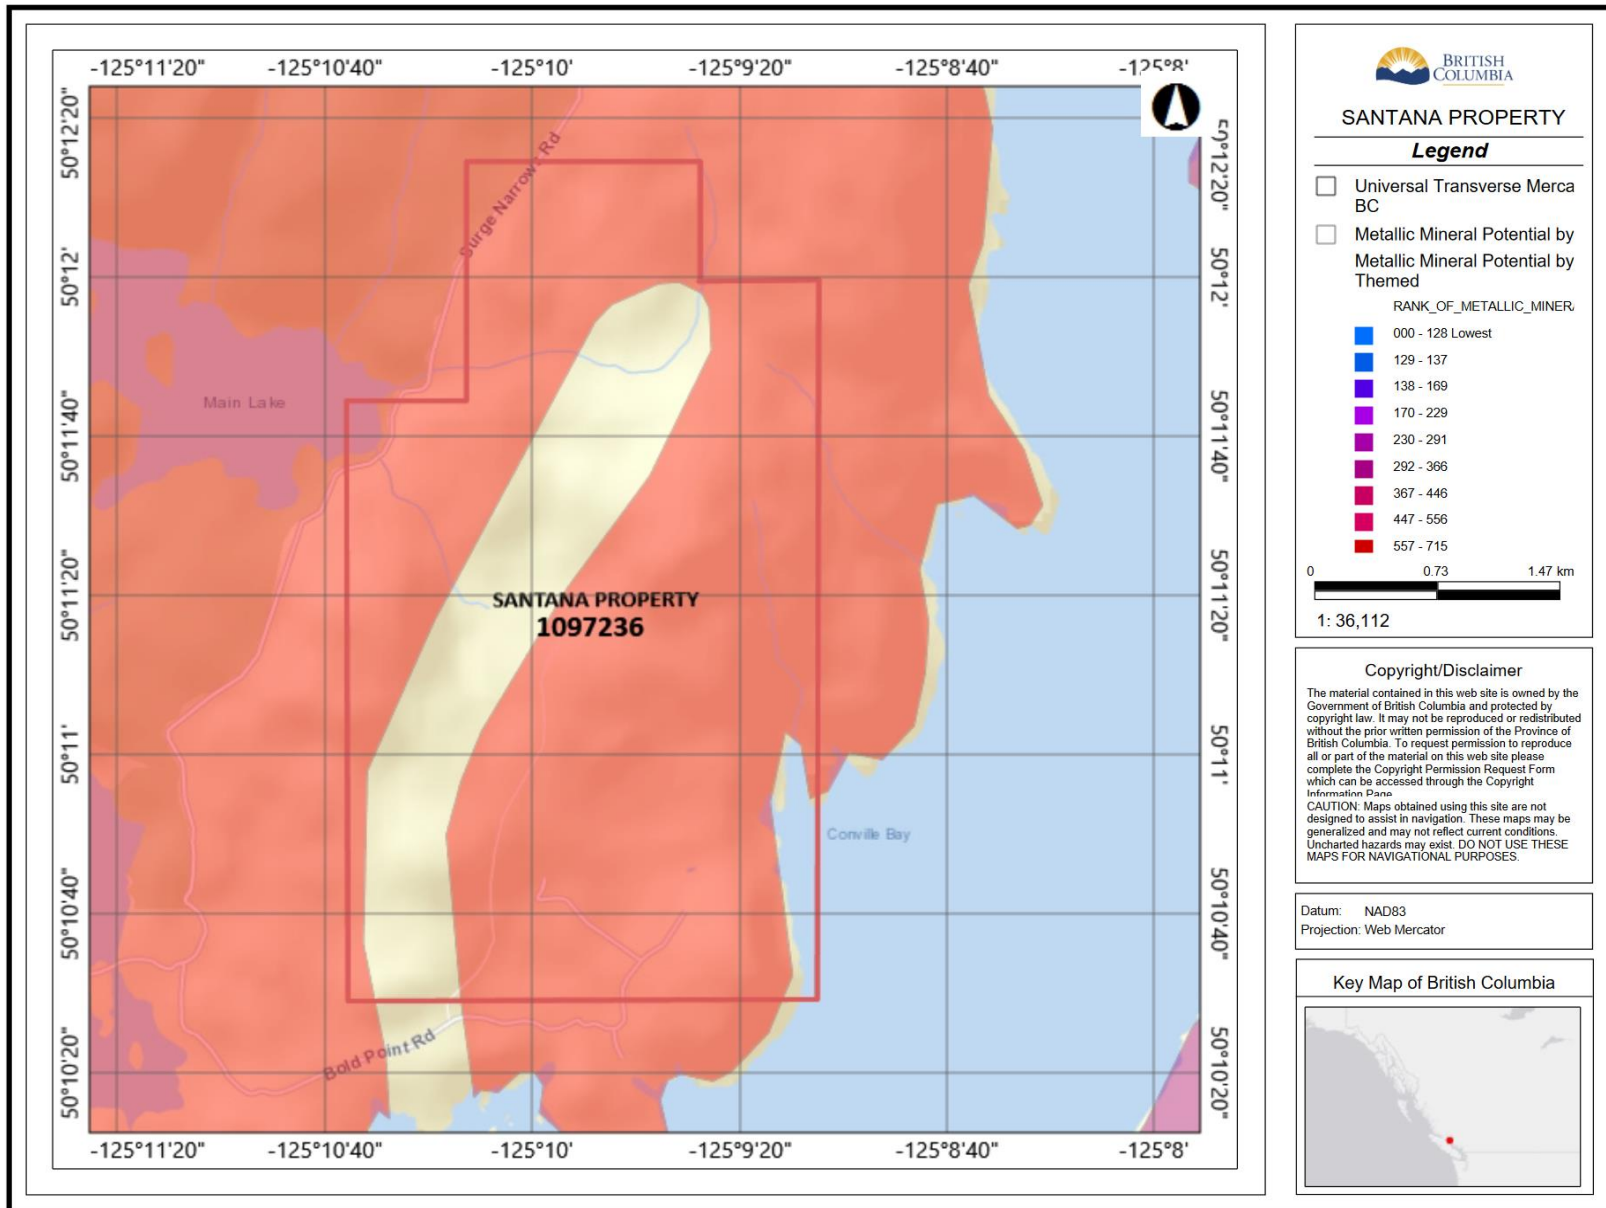 -125°11'20" -125°10'40" -125°10' -125°9'20" -125°8'40" -125°8'
50°12'20"
50°12'
50°11'40"
50°11'20"
50°11'
50°10'40"
50°10'20"
Surge Narrows Rd
Main Lake
SANTANA PROPERTY
1097236
Conville Bay
Bold Point Rd
50°12'20"
50°12'
50°11'40"
50°11'20"
50°11'
50°10'40"
50°10'20"
-125°11'20" -125°10'40" -125°10' -125°9'20" -125°8'40" -125°8'
BRITISH
COLUMBIA
SANTANA PROPERTY
Legend
Universal Transverse Merca
BC
Metallic Mineral Potential by
Metallic Mineral Potential by
Themed
RANK_OF_METALLIC_MINER
000 - 128 Lowest
129 - 137
138 - 169
170 - 229
230 - 291
292 - 366
367 - 446
447 - 556
557 - 715
0 0.73 1.47 km
1: 36,112
Copyright/Disclaimer
The material contained in this web site is owned by the
Government of British Columbia and protected by
copyright law. It may not be reproduced or redistributed
without the prior written permission of the Province of
British Columbia. To request permission to reproduce
all or part of the material on this web site please
complete the Copyright Permission Request Form
which can be accessed through the Copyright
Information Page
CAUTION: Maps obtained using this site are not
designed to assist in navigation. These maps may be
generalized and may not reflect current conditions.
Uncharted hazards may exist. DO NOT USE THESE
MAPS FOR NAVIGATIONAL PURPOSES.
Datum: NAD83
Projection: Web Mercator
Key Map of British Columbia